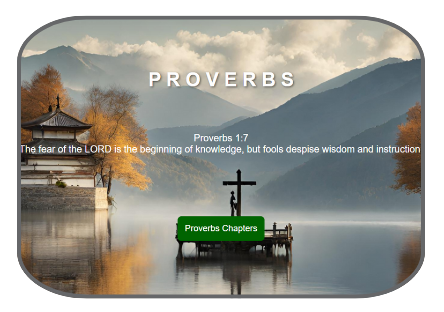 PROVERBS
Proverbs 1:7
The fear of the LORD is the beginning of knowledge, but fools despise wisdom and instruction
Proverbs Chapters